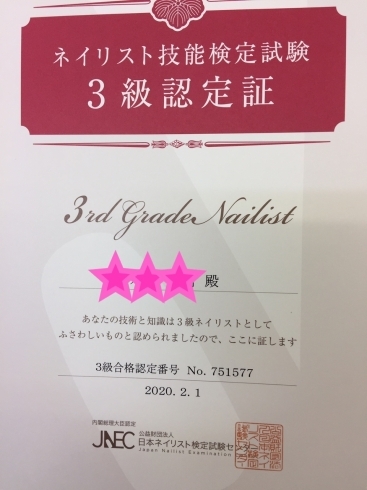 ネイリスト技能検定試験
3級認定証
3rd Grade Nailist
殿
あなたの技術と知識は3級ネイリストとして
ふさわしいものと認められましたので、ここに証します
3級合格認定番号 No. 751577
2020. 2. 1
内閣総理大臣認定
JNEC 公益財団法人
日本ネイリスト検定試験センター
Japan Nailist Examination